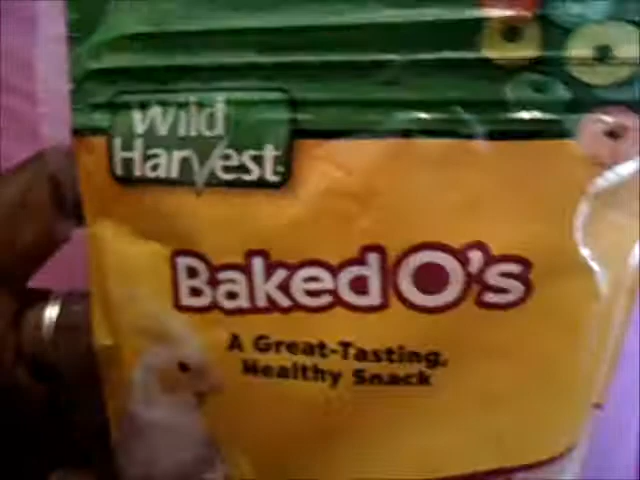 Wild
Harvest
Baked O's
A Great-Tasting,
Healthy Snack